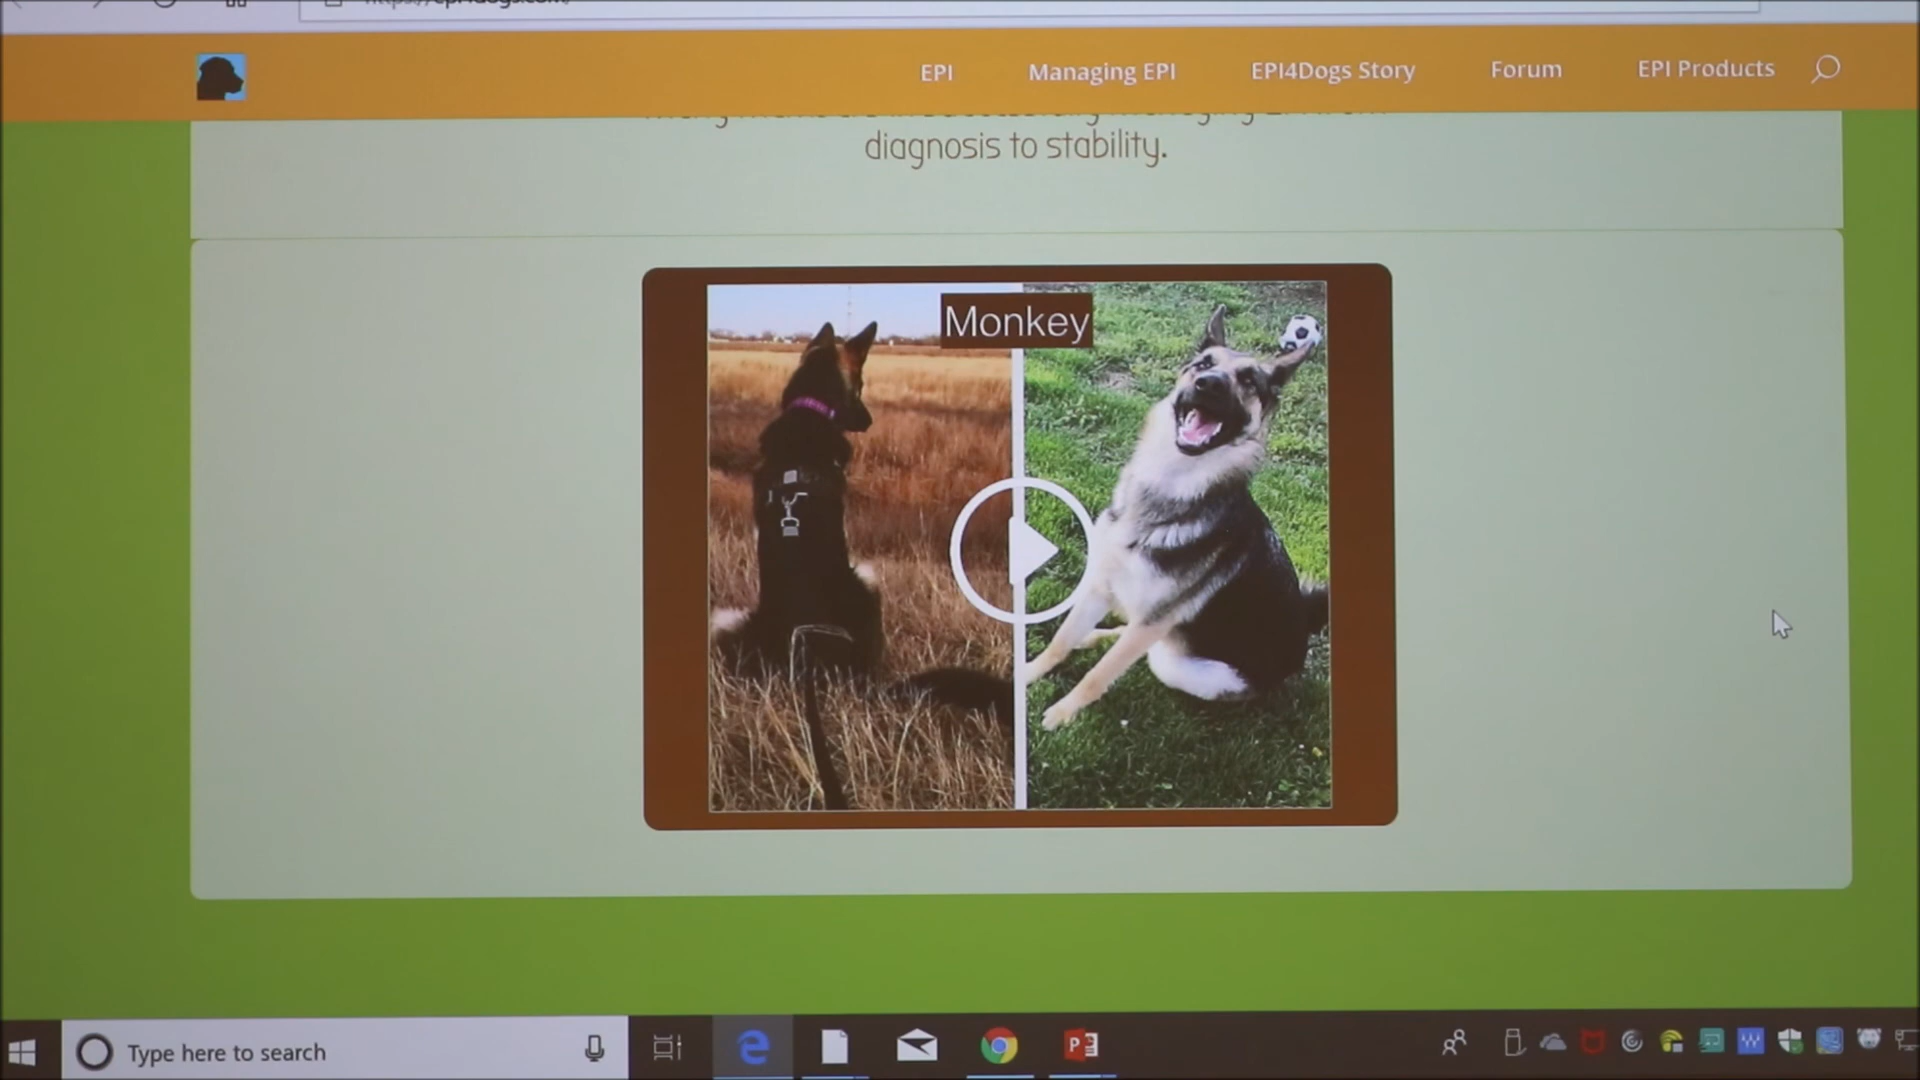 EPI
Managing EPI
EPI4Dogs Story
Forum
EPI Products
diagnosis to stability.
Monkey
Type here to search